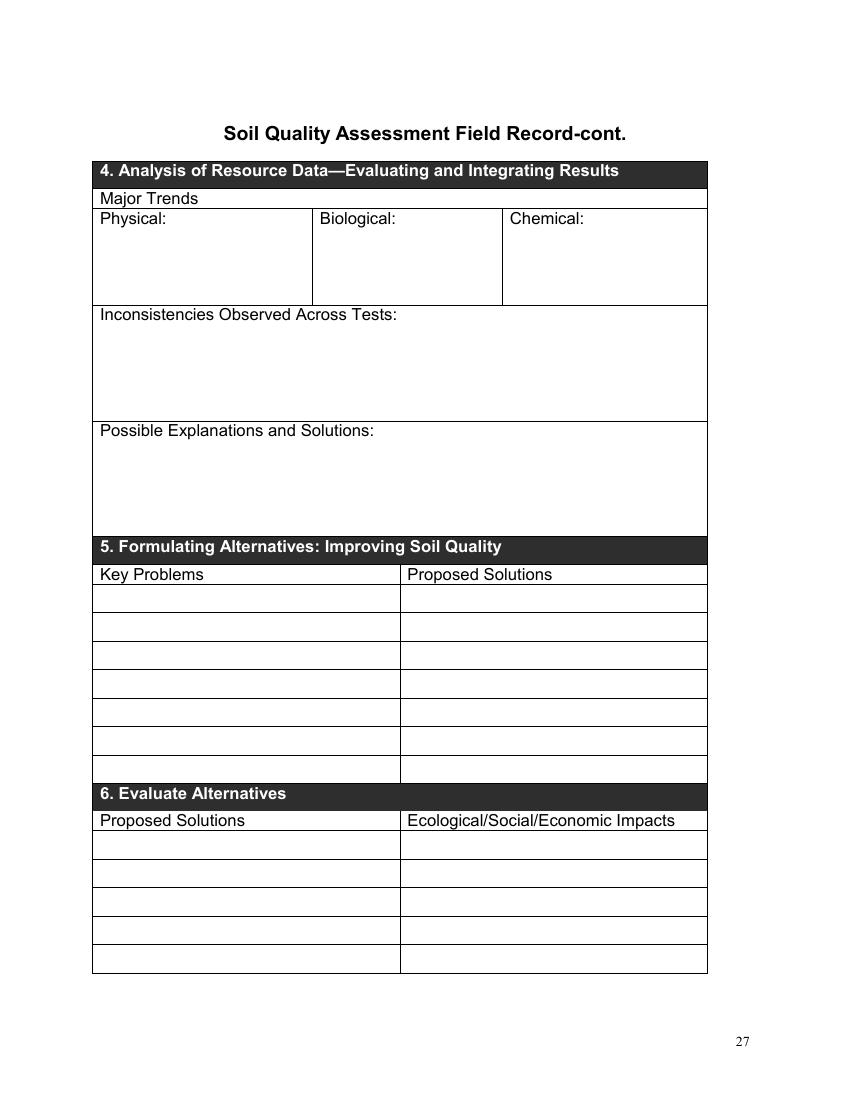 Soil Quality Assessment Field Record-cont.
4. Analysis of Resource Data—Evaluating and Integrating Results
Major Trends
Physical: Biological: Chemical:
Inconsistencies Observed Across Tests:
Possible Explanations and Solutions:
5. Formulating Alternatives: Improving Soil Quality
Key Problems Proposed Solutions
6. Evaluate Alternatives
Proposed Solutions Ecological/Social/Economic Impacts
27